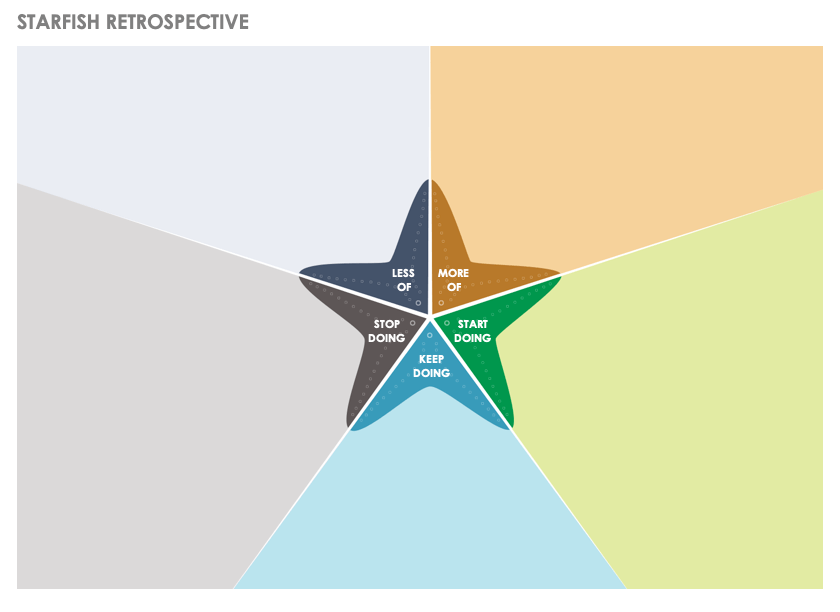 STARFISH RETROSPECTIVE
LESS
OF
MORE
OF
STOP
DOING
START
DOING
KEEP
DOING